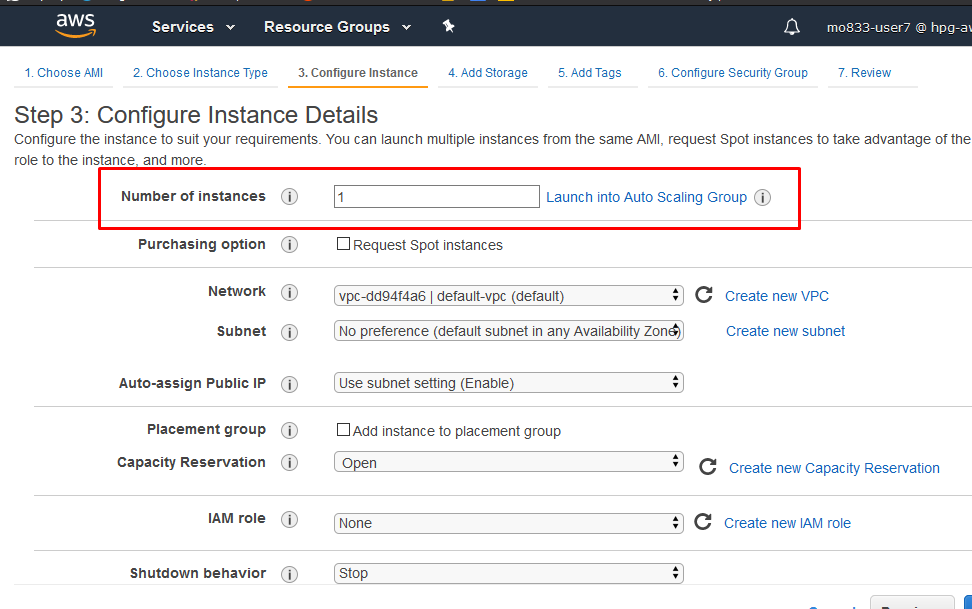 aws Services Resource Groups mo833-user7 @ hpg-aw
1. Choose AMI 2. Choose Instance Type 3. Configure Instance 4. Add Storage 5. Add Tags 6. Configure Security Group 7. Review
Step 3: Configure Instance Details
Configure the instance to suit your requirements. You can launch multiple instances from the same AMI, request Spot instances to take advantage of the
role to the instance, and more.
Number of instances i 1 Launch into Auto Scaling Group i
Purchasing option i Request Spot instances
Network i vpc-dd94f4a6 | default-vpc (default) Create new VPC
Subnet i No preference (default subnet in any Availability Zone) Create new subnet
Auto-assign Public IP i Use subnet setting (Enable)
Placement group i Add instance to placement group
Capacity Reservation i Open Create new Capacity Reservation
IAM role i None Create new IAM role
Shutdown behavior i Stop